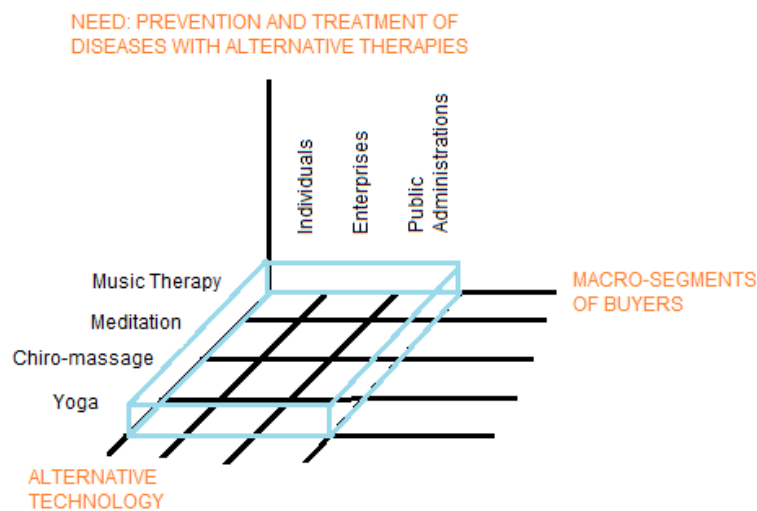 NEED: PREVENTION AND TREATMENT OF
DISEASES WITH ALTERNATIVE THERAPIES
Individuals
Enterprises
Public
Administrations
Music Therapy
Meditation
Chiro-massage
Yoga
MACRO-SEGMENTS
OF BUYERS
ALTERNATIVE
TECHNOLOGY